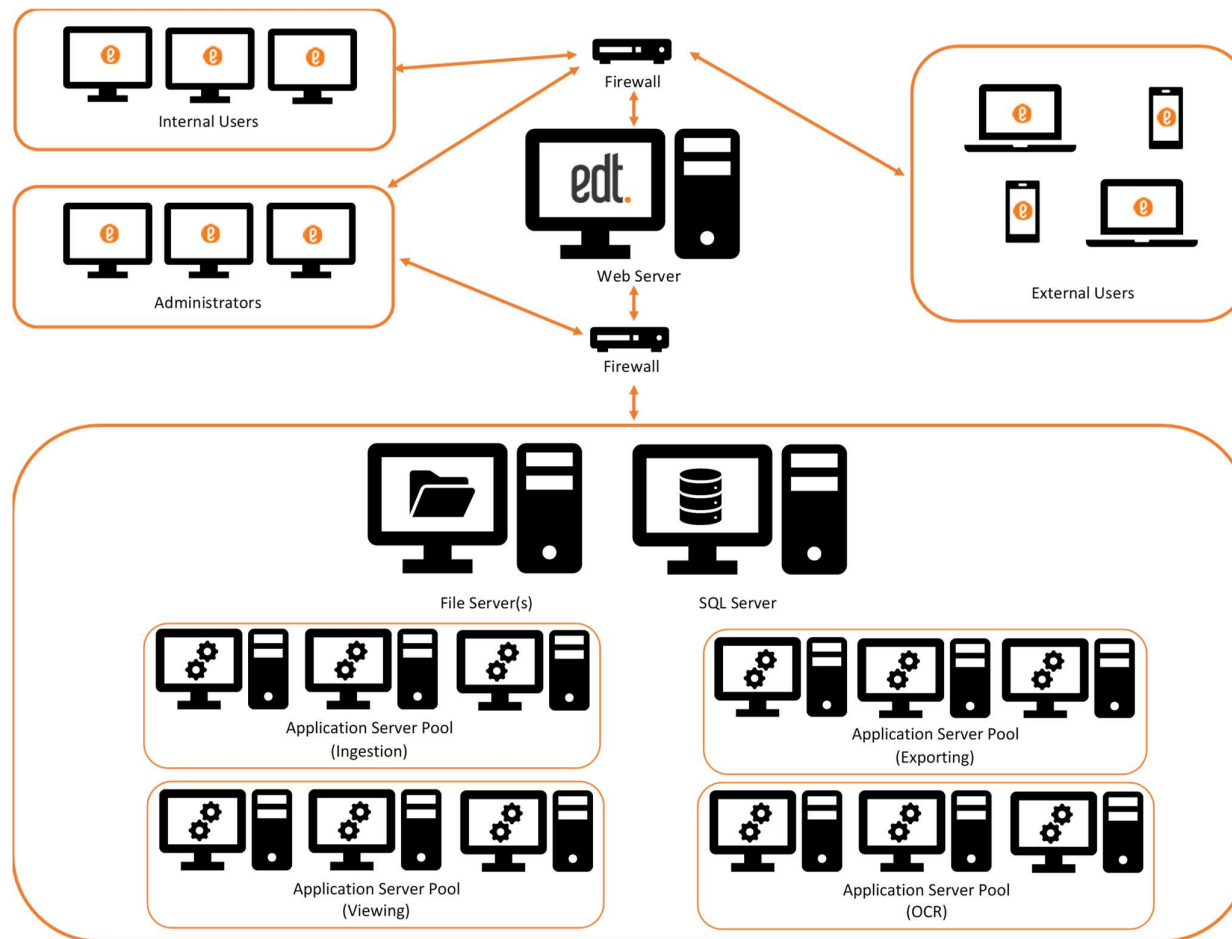 Firewall
Internal Users
edt.
Web Server
Administrators
External Users
Firewall
File Server(s)
SQL Server
Application Server Pool
(Ingestion)
Application Server Pool
(Exporting)
Application Server Pool
(Viewing)
Application Server Pool
(OCR)